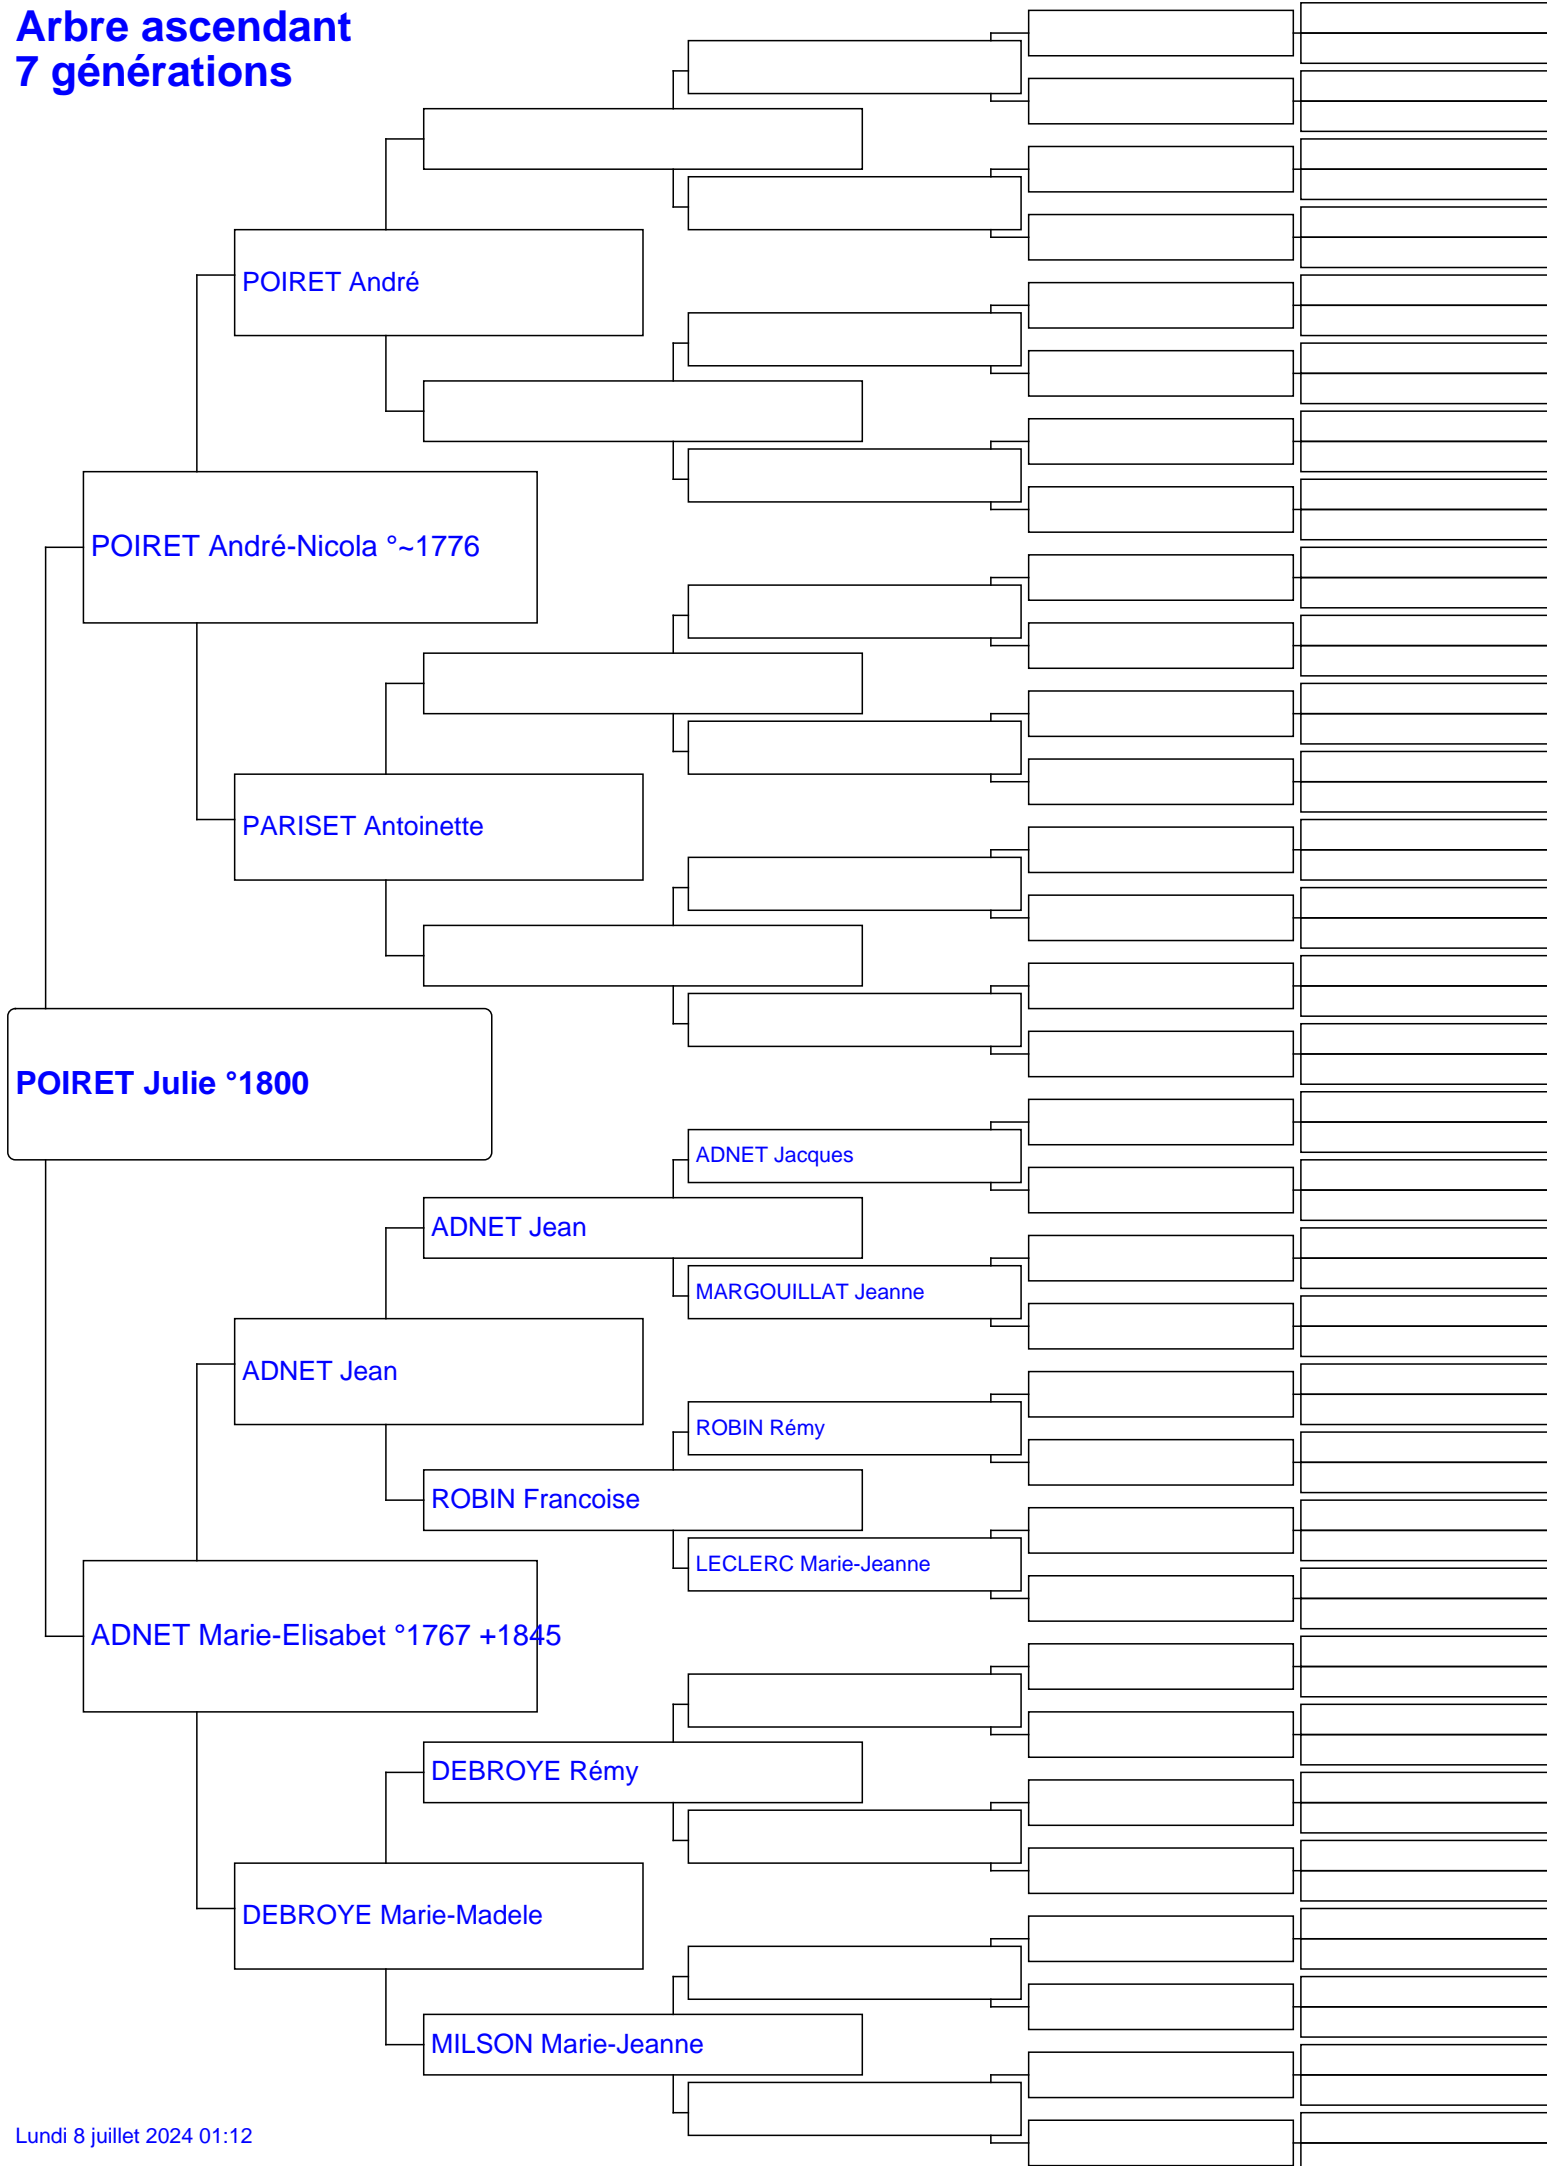 Arbre ascendant
7 générations
POIRET André
POIRET André-Nicola °~1776
PARISET Antoinette
POIRET Julie °1800
ADNET Jacques
ADNET Jean
MARGOUILLAT Jeanne
ADNET Jean
ROBIN Rémy
ROBIN Francoise
LECLERC Marie-Jeanne
ADNET Marie-Elisabet °1767 +1845
DEBROYE Rémy
DEBROYE Marie-Madele
MILSON Marie-Jeanne
Lundi 8 juillet 2024 01:12